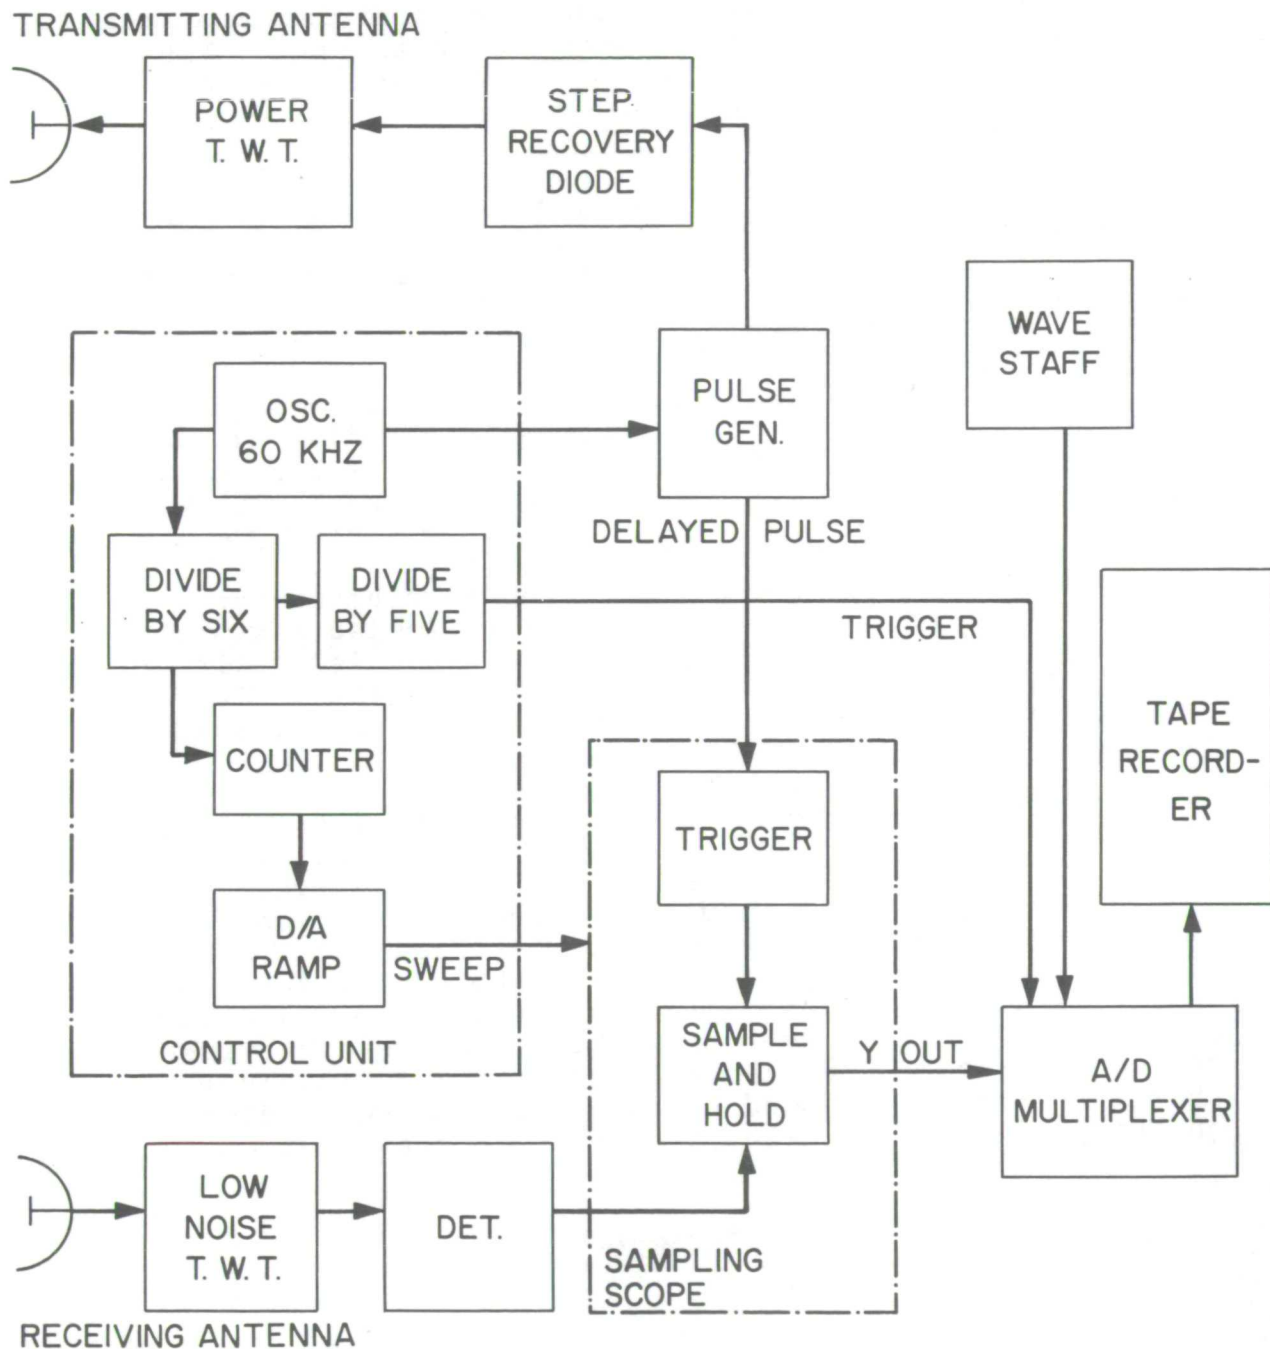 TRANSMITTING ANTENNA
POWER
T. W. T.
STEP
RECOVERY
DIODE
WAVE
STAFF
OSC.
60 KHZ
PULSE
GEN.
DELAYED PULSE
DIVIDE
BY SIX
DIVIDE
BY FIVE
TRIGGER
COUNTER
TAPE
RECORD-
ER
TRIGGER
D/A
RAMP
SWEEP
CONTROL UNIT
SAMPLE
AND
HOLD
Y OUT
A/D
MULTIPLEXER
LOW
NOISE
T. W. T.
DET.
SAMPLING
SCOPE
RECEIVING ANTENNA